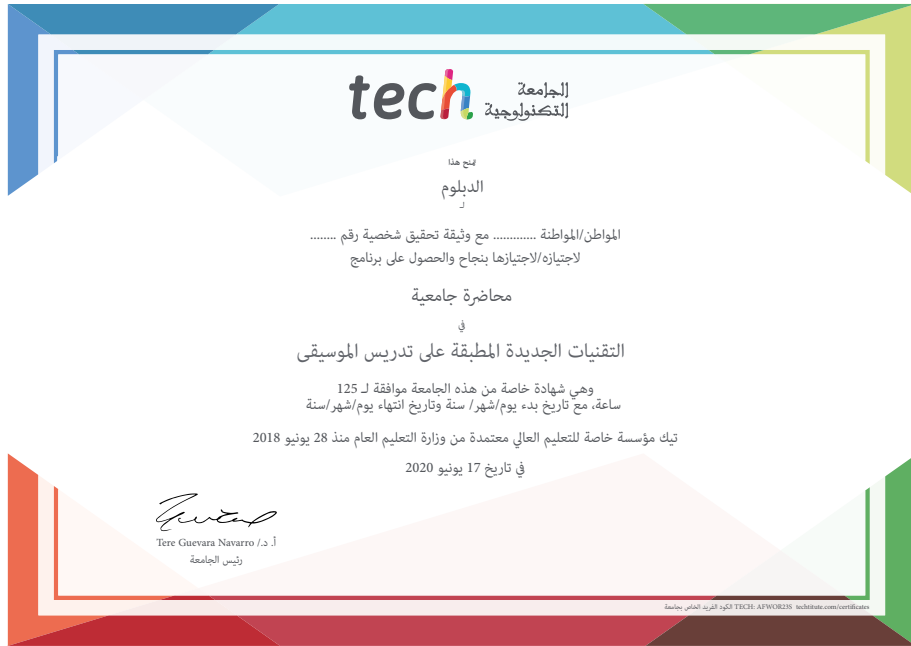 tech الجامعة
التكنولوجية
يمنح هذا
الدبلوم
لـ
المواطن/المواطنة ............. مع وثيقة تحقيق شخصية رقم ........
لاجتيازه/لاجتيازها بنجاح والحصول على برنامج
محاضرة جامعية
في
التقنيات الجديدة المطبقة على تدريس الموسيقى
وهي شهادة خاصة من هذه الجامعة موافقة لـ 125
ساعة، مع تاريخ بدء يوم/شهر/ سنة وتاريخ انتهاء يوم/شهر/سنة
تيك مؤسسة خاصة للتعليم العالي معتمدة من وزارة التعليم العام منذ 28 يونيو 2018
في تاريخ 17 يونيو 2020
أ. د./ Tere Guevara Navarro
رئيس الجامعة
الكود الفريد الخاص بجامعة TECH: AFWOR23S techtitute.com/certificates